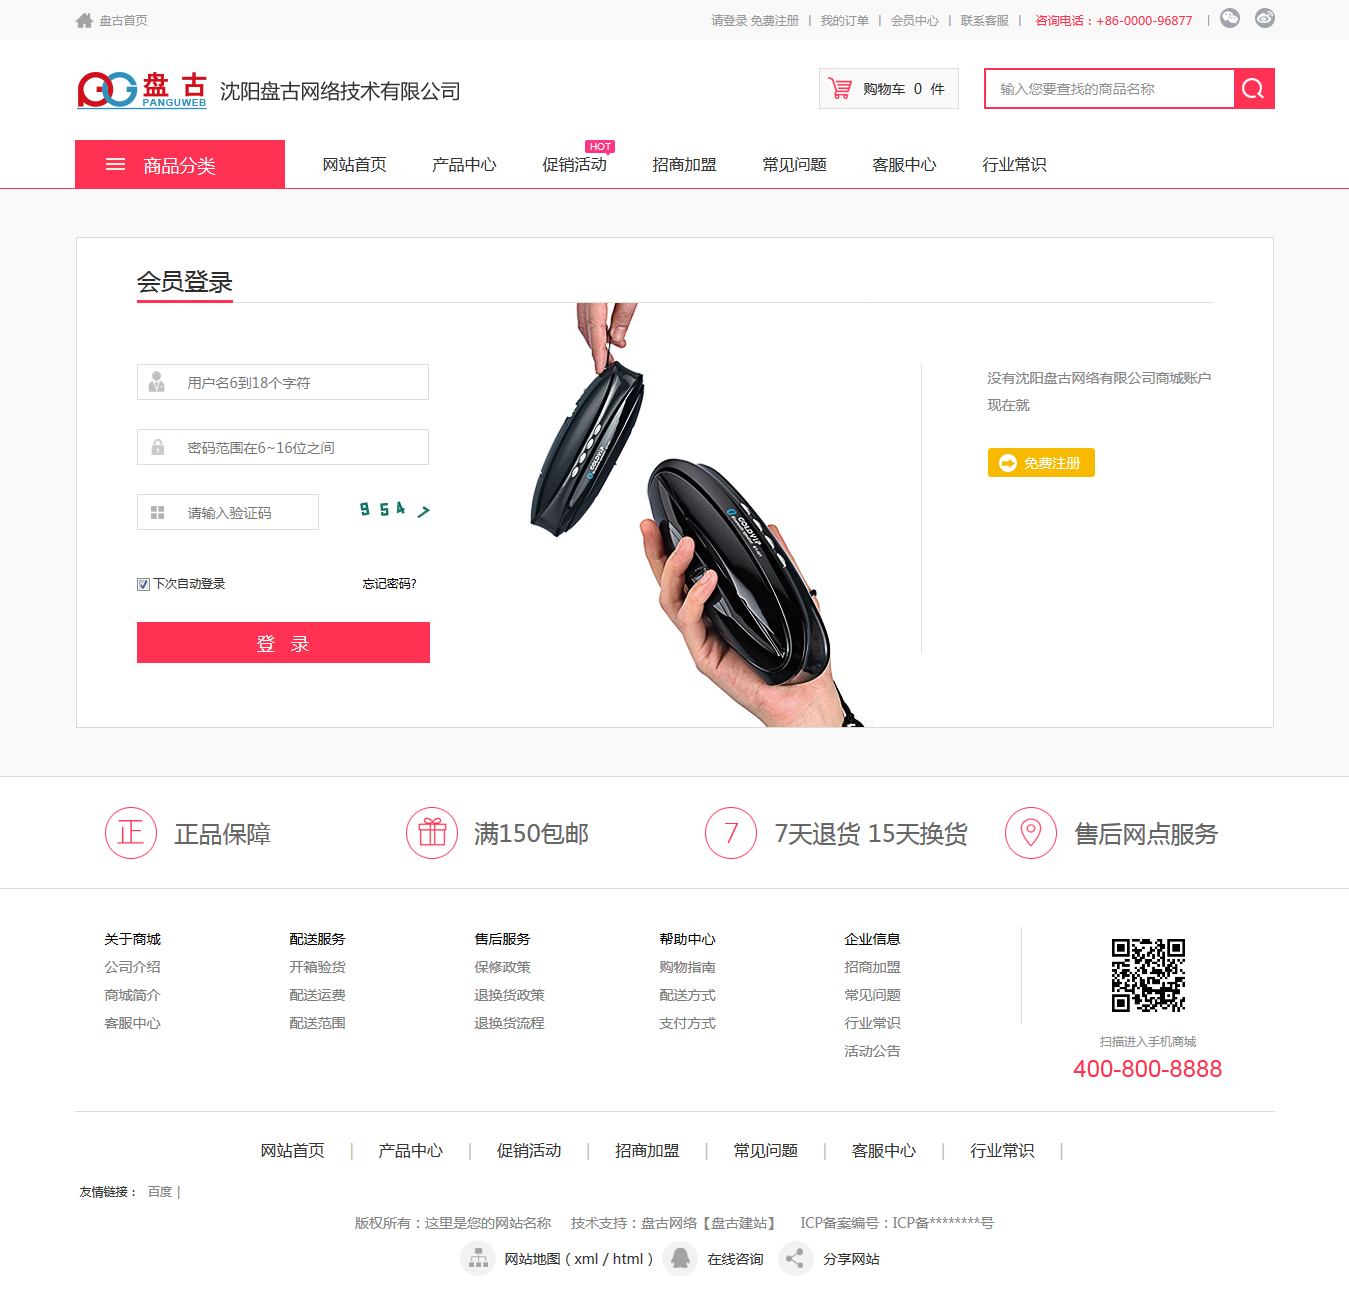 盘古首页
请登录 免费注册 | 我的订单 | 会员中心 | 联系客服 | 咨询电话：+86-0000-96877 |
盘 古
PANGUWEB
沈阳盘古网络技术有限公司
购物车 0 件
输入您要查找的商品名称
商品分类
网站首页 产品中心 促销活动 招商加盟 常见问题 客服中心 行业常识
HOT
会员登录
用户名6到18个字符
密码范围在6~16位之间
请输入验证码
9 5 4 7
下次自动登录 忘记密码?
登 录
COLDVIP
COLDVIP
没有沈阳盘古网络有限公司商城账户
现在就
免费注册
正 正品保障
满150包邮
7 7天退货 15天换货
售后网点服务
关于商城
公司介绍
商城简介
客服中心
配送服务
开箱验货
配送运费
配送范围
售后服务
保修政策
退换货政策
退换货流程
帮助中心
购物指南
配送方式
支付方式
企业信息
招商加盟
常见问题
行业常识
活动公告
扫描进入手机商城
400-800-8888
网站首页 | 产品中心 | 促销活动 | 招商加盟 | 常见问题 | 客服中心 | 行业常识 |
友情链接： 百度 |
版权所有：这里是您的网站名称 技术支持：盘古网络【盘古建站】 ICP备案编号：ICP备********号
网站地图 ( xml / html ) 在线咨询 分享网站